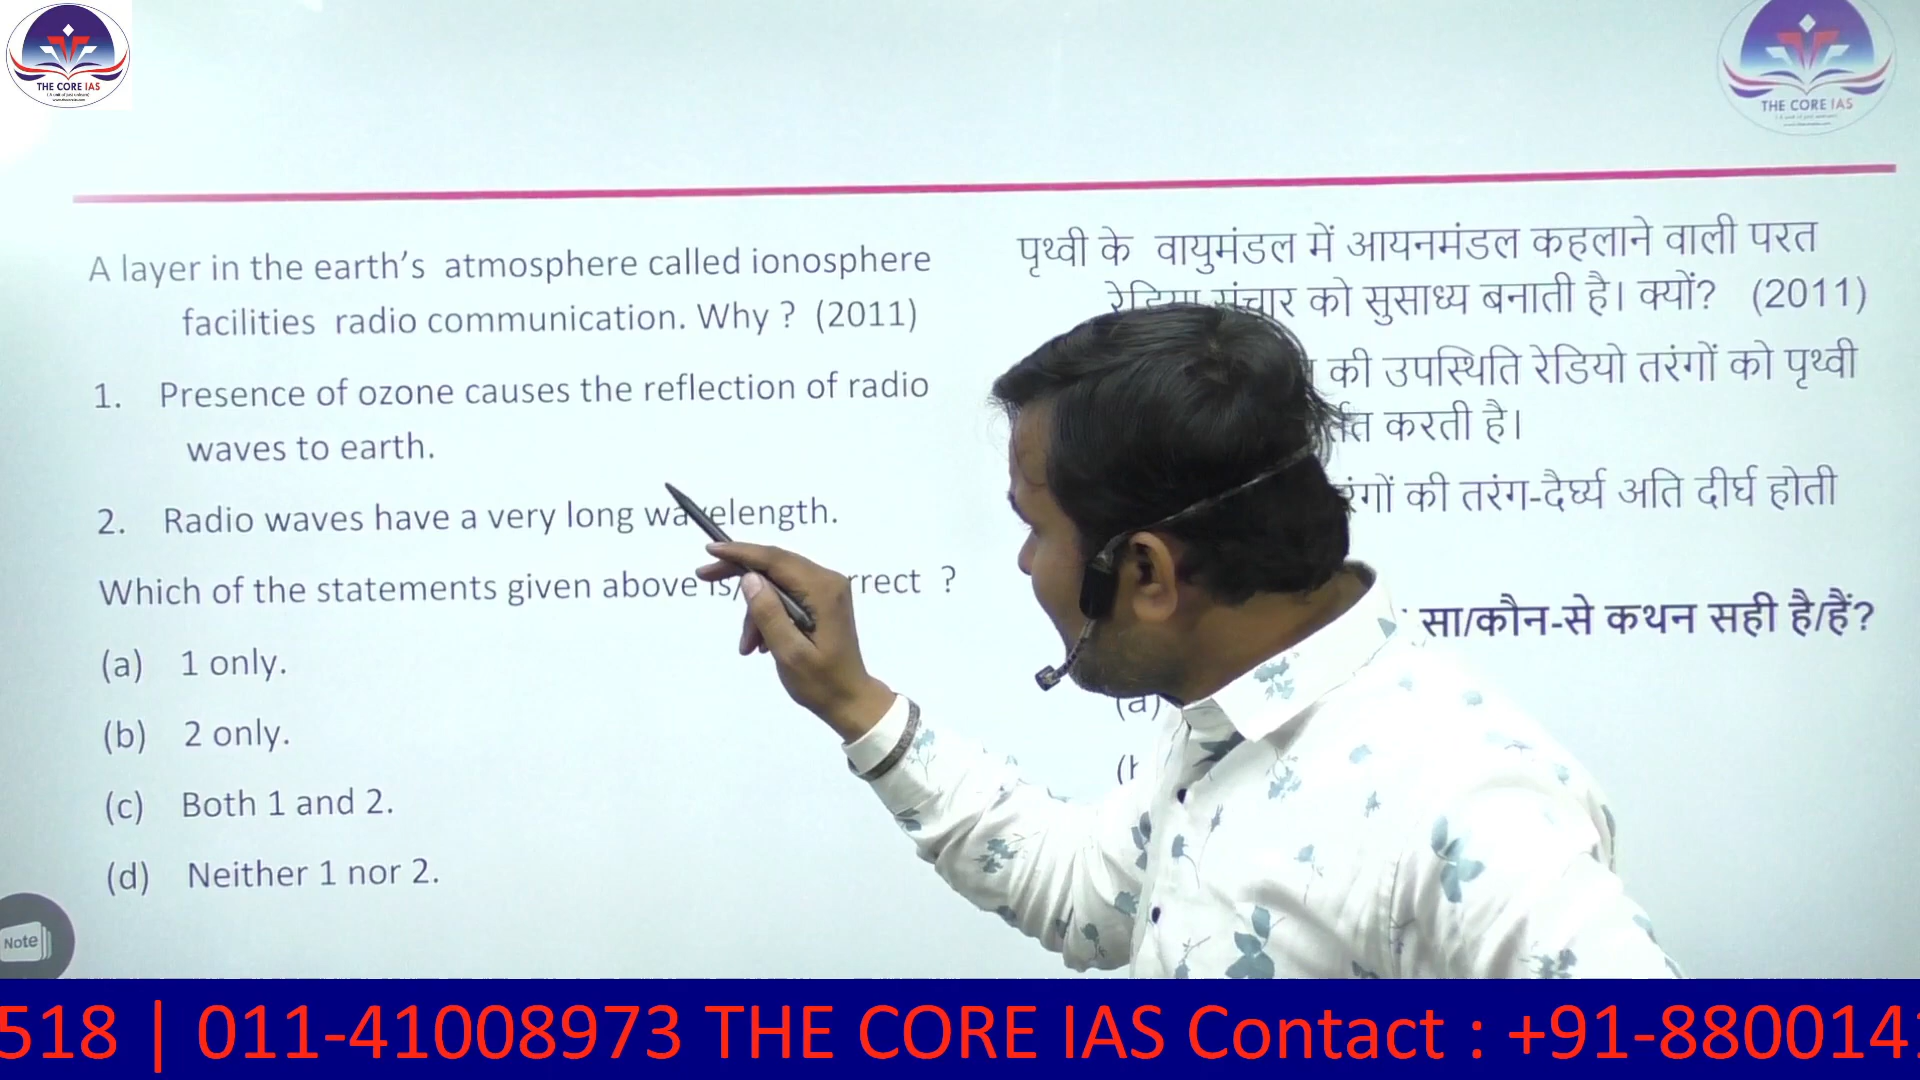 THE CORE IAS
THE CORE IAS
A layer in the earth's atmosphere called ionosphere
facilities radio communication. Why ? (2011)
1. Presence of ozone causes the reflection of radio
waves to earth.
2. Radio waves have a very long wavelength.
Which of the statements given above ?
(a) 1 only.
(b) 2 only.
(c) Both 1 and 2.
(d) Neither 1 nor 2.
पृथ्वी के वायुमंडल में आयनमंडल कहलाने वाली परत
रेडियो संचार को सुसाध्य बनाती है। क्यों? (2011)
की उपस्थिति रेडियो तरंगों को पृथ्वी
करती है।
की तरंग-दैर्घ्य अति दीर्घ होती
सा/कौन-से कथन सही है/हैं?
(a)
Note
518 | 011-41008973 THE CORE IAS Contact : +91-880014